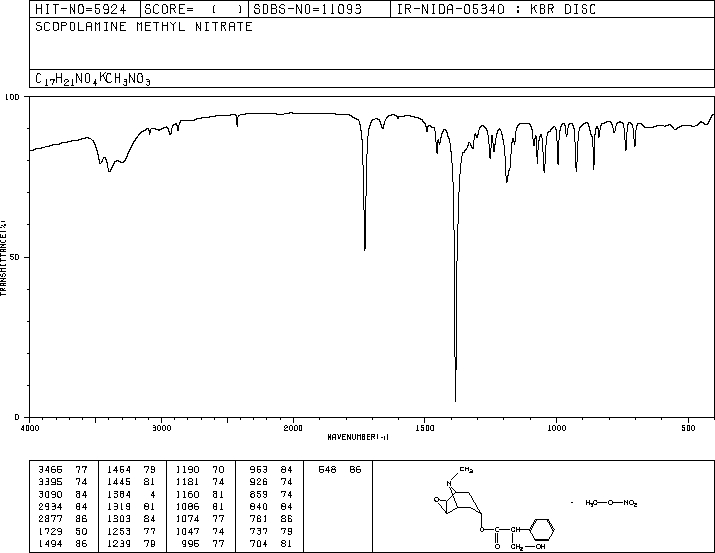 HIT-NO=5924 SCORE= ( ) SDBS-NO=11093 IR-NIDA-05340 : KBR DISC
SCOPOLAMINE METHYL NITRATE
C17H21NO4*CH3NO3
100
50
0
TRANSMITTANCE(%)
4000 3000 2000 1500 1000 500
WAVENUMBER(-1)
3466 77 1454 79 1190 70 963 84 548 86
3395 74 1445 81 1181 74 926 74
3090 84 1384 4 1160 81 859 74
2934 84 1319 81 1086 81 840 84
2877 86 1303 84 1074 77 781 86
1729 50 1253 77 1047 74 737 79
1494 86 1239 79 995 77 704 81
CH3
N
O
O C CH
O CH2 OH
· H3C O NO2